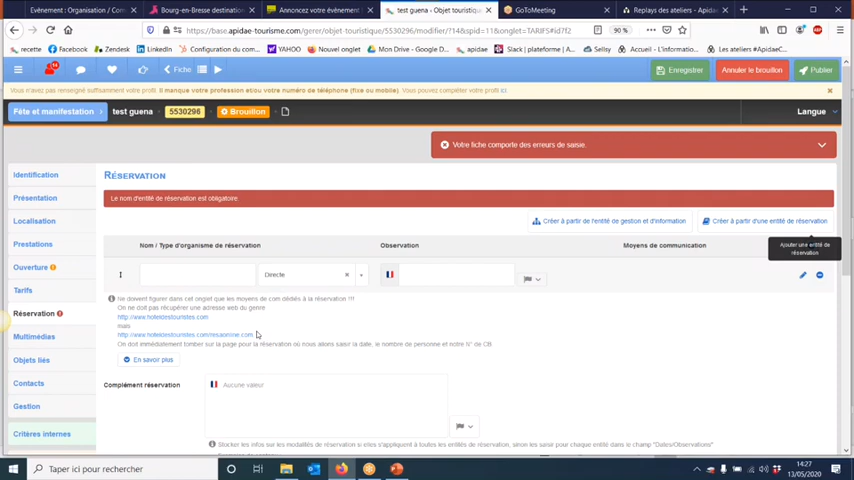 Evènement : Organisation / Com
Bourg-en-Bresse destination
Annoncez votre évènement !
test guena - Objet touristique
GoToMeeting
Replays des ateliers - Apidae
https://base.apidae-tourisme.com/gerer/objet-touristique/5530296/modifier/?14&spid=11&onglet=TARIFS#id7f2
90 %
recette
Zendesk
LinkedIn
Configuration du com...
YAHOO
Nouvel onglet
Mon Drive - Google...
apidae
Slack | plateforme | A...
Accueil - L'informatio...
Les ateliers #ApidaeC...
Fiche
Enregistrer
Annuler le brouillon
Publier
Vous n'avez pas renseigné suffisamment votre profil. Il manque votre profession et/ou votre numéro de téléphone (fixe ou mobile). Vous pouvez compléter votre profil ici.
Fête et manifestation
test guena
5530296
Brouillon
Langue
Votre fiche comporte des erreurs de saisie.
Identification
RÉSERVATION
Présentation
Le nom d'entité de réservation est obligatoire
Localisation
Créer à partir de l'entité de gestion et d'information
Créer à partir d'une entité de réservation
Prestations
Nom / Type d'organisme de réservation
Observation
Moyens de communication
Ajouter une entité de
réservation
Ouverture
Directe
Tarifs
Ne doivent figurer dans cet onglet que les moyens de com dédiés à la réservation !!!
On ne doit pas récupérer une adresse web du genre
Réservation
http://www.hoteldestouristes.com
mais
Multimédias
http://www.hoteldestouristes.com/resaonline.com
On doit immédiatement tomber sur la page pour la réservation où nous allons saisir la date, le nombre de personne et notre N° de CB
Objets liés
En savoir plus
Contacts
Complément réservation
Aucune valeur
Gestion
Critères internes
Stocker les infos sur les modalités de réservation si elles s'appliquent à toutes les entités de réservation, sinon les saisir pour chaque entité dans le champ "Dates/Observations"
Taper ici pour rechercher
14:27
13/05/2020